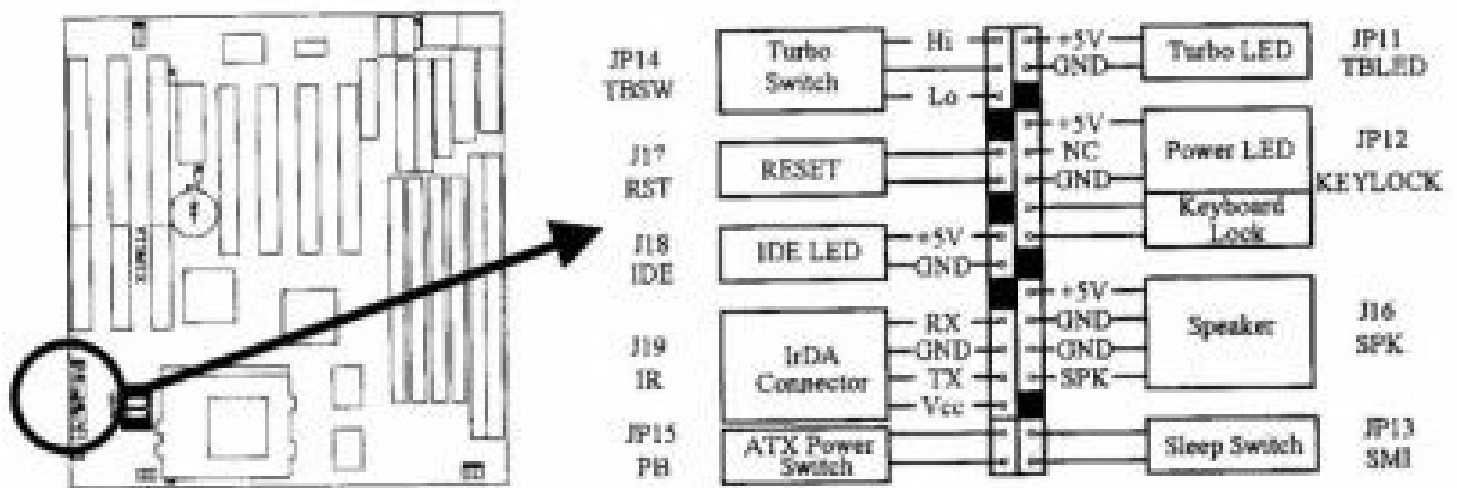 JP14
TBSW
Turbo
Switch
Hi
Lo
+5V
GND
Turbo LED
JP11
TBLED
J17
RST
RESET
+5V
NC
GND
Power LED
Keyboard
Lock
JP12
KEYLOCK
J18
IDE
IDE LED
+5V
GND
J19
IR
IrDA
Connector
RX
GND
TX
Vcc
+5V
GND
GND
SPK
Speaker
J16
SPK
JP15
ATX Power
Switch
Sleep Switch
JP13
SMI